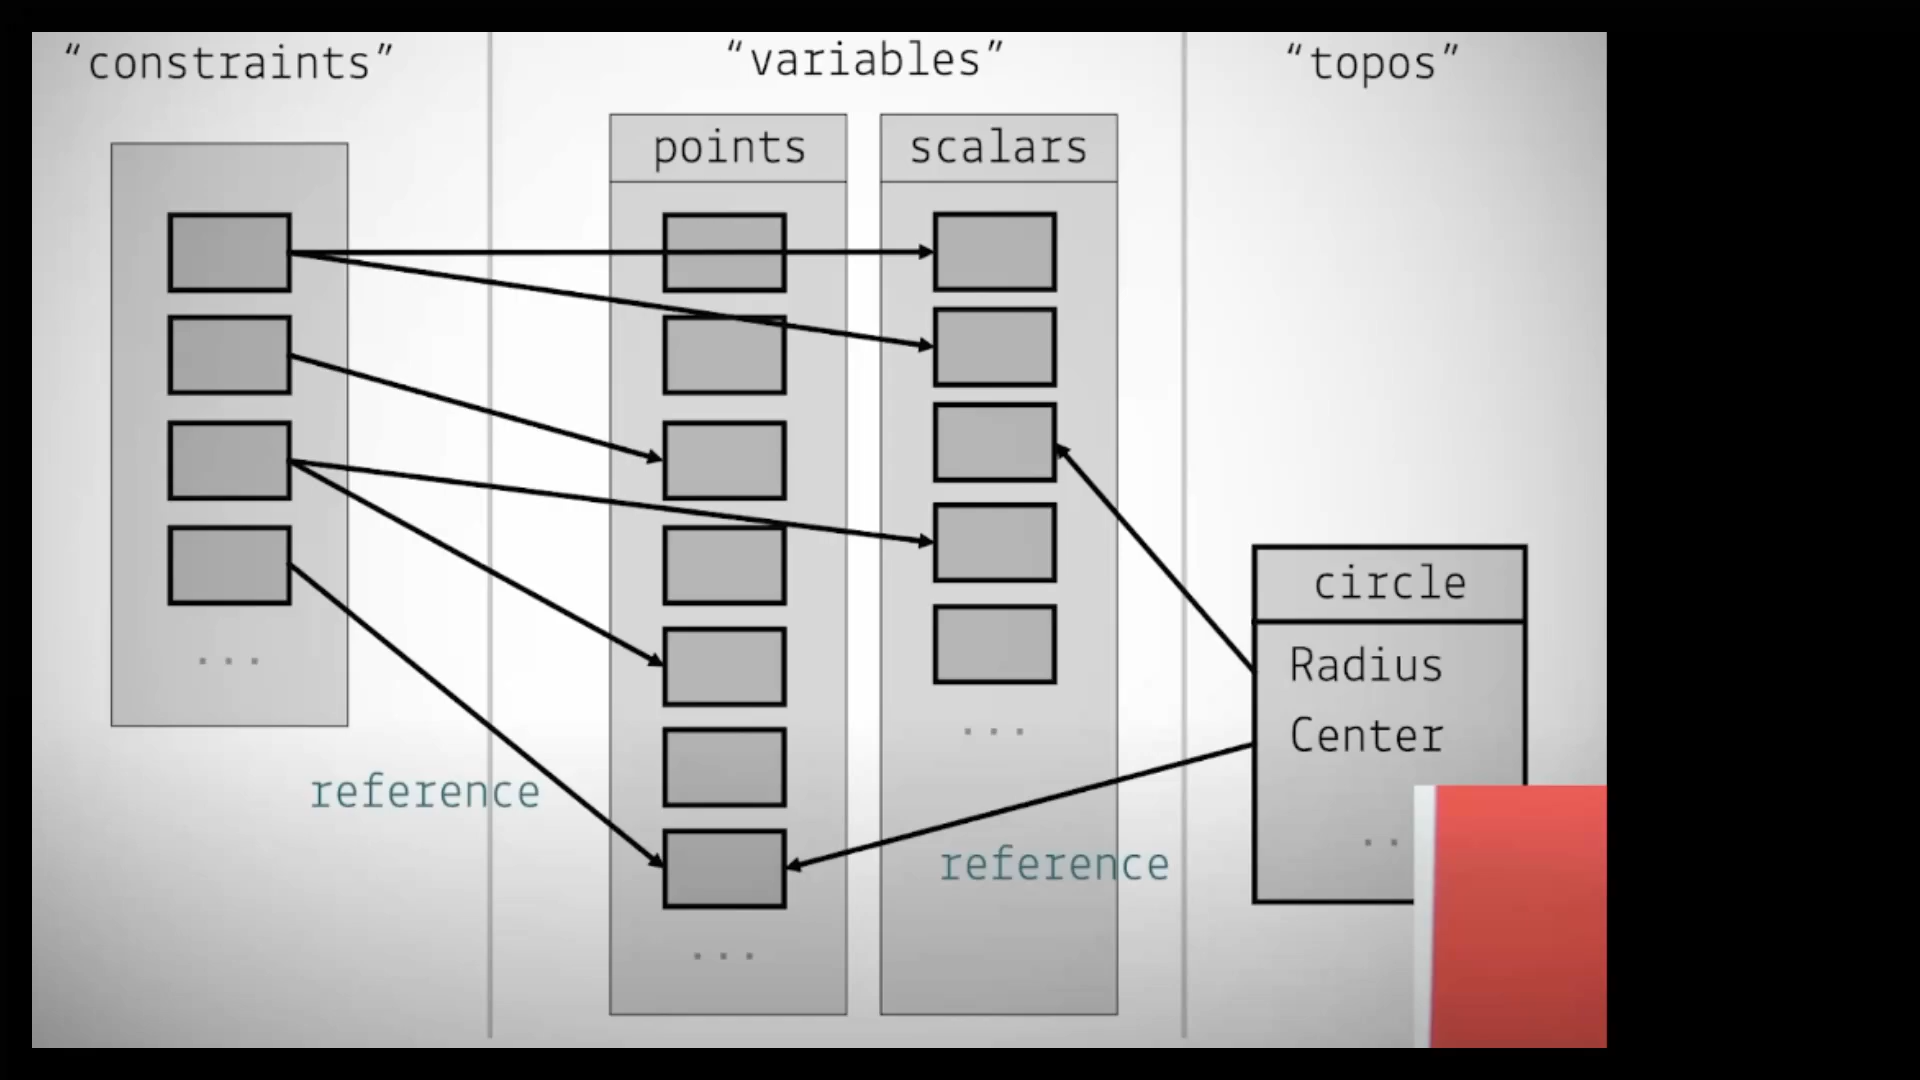 “constraints”
“variables”
“topos”
points
scalars
circle
Radius
Center
...
...
...
..
reference
reference